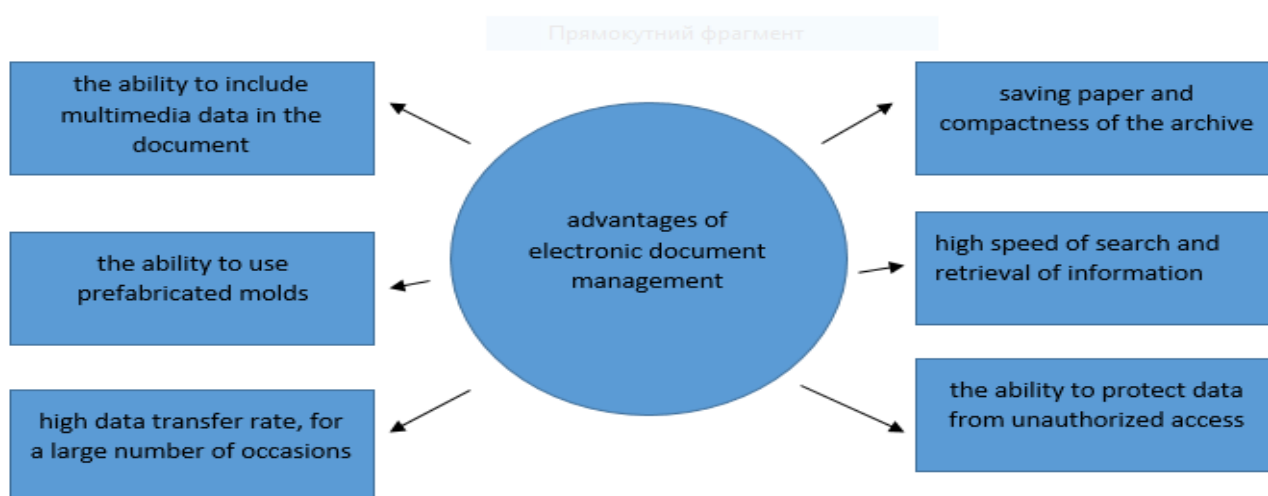 Прямокутний фрагмент
the ability to include
multimedia data in the
document
the ability to use
prefabricated molds
high data transfer rate, for
a large number of occasions
advantages of
electronic document
management
saving paper and
compactness of the archive
high speed of search and
retrieval of information
the ability to protect data
from unauthorized access